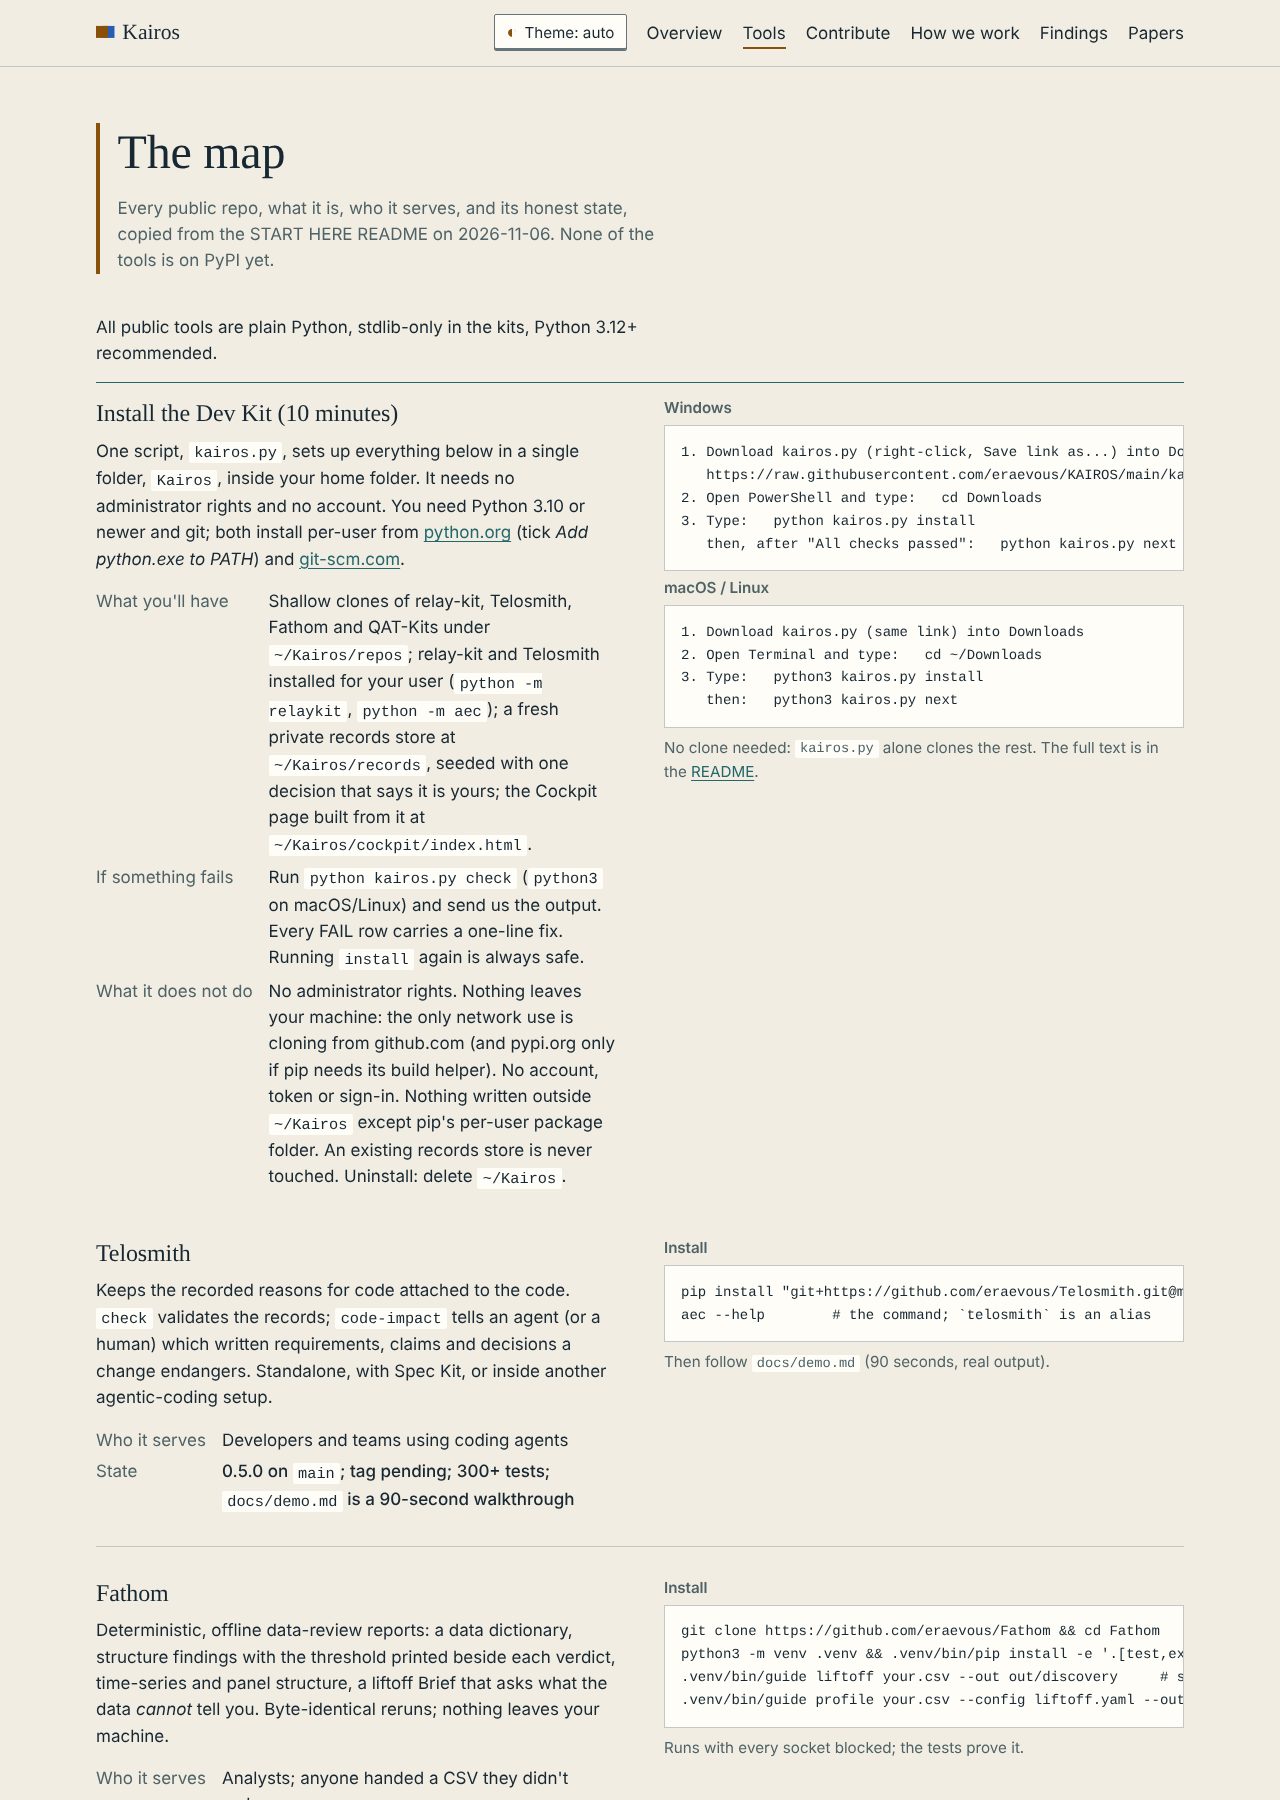 Kairos
Theme: auto
Overview
Tools
Contribute
How we work
Findings
Papers
The map
Every public repo, what it is, who it serves, and its honest state,
copied from the START HERE README on 2026-11-06. None of the
tools is on PyPI yet.
All public tools are plain Python, stdlib-only in the kits, Python 3.12+
recommended.
Install the Dev Kit (10 minutes)
One script, kairos.py, sets up everything below in a single
folder, Kairos, inside your home folder. It needs no
administrator rights and no account. You need Python 3.10 or
newer and git; both install per-user from python.org (tick Add
python.exe to PATH) and git-scm.com.
What you'll have
Shallow clones of relay-kit, Telosmith,
Fathom and QAT-Kits under
~/Kairos/repos; relay-kit and Telosmith
installed for your user (python -m
relaykit, python -m aec); a fresh
private records store at
~/Kairos/records, seeded with one
decision that says it is yours; the Cockpit
page built from it at
~/Kairos/cockpit/index.html.
If something fails
Run python kairos.py check (python3
on macOS/Linux) and send us the output.
Every FAIL row carries a one-line fix.
Running install again is always safe.
What it does not do
No administrator rights. Nothing leaves
your machine: the only network use is
cloning from github.com (and pypi.org only
if pip needs its build helper). No account,
token or sign-in. Nothing written outside
~/Kairos except pip's per-user package
folder. An existing records store is never
touched. Uninstall: delete ~/Kairos.
Windows
1. Download kairos.py (right-click, Save link as...) into Do
https://raw.githubusercontent.com/eraevous/KAIROS/main/ka
2. Open PowerShell and type:   cd Downloads
3. Type:   python kairos.py install
then, after "All checks passed":   python kairos.py next
macOS / Linux
1. Download kairos.py (same link) into Downloads
2. Open Terminal and type:   cd ~/Downloads
3. Type:   python3 kairos.py install
then:   python3 kairos.py next
No clone needed: kairos.py alone clones the rest. The full text is in
the README.
Telosmith
Keeps the recorded reasons for code attached to the code.
check validates the records; code-impact tells an agent (or a
human) which written requirements, claims and decisions a
change endangers. Standalone, with Spec Kit, or inside another
agentic-coding setup.
Who it serves
Developers and teams using coding agents
State
0.5.0 on main; tag pending; 300+ tests;
docs/demo.md is a 90-second walkthrough
Install
pip install "git+https://github.com/eraevous/Telosmith.git@m
aec --help        # the command; `telosmith` is an alias
Then follow docs/demo.md (90 seconds, real output).
Fathom
Deterministic, offline data-review reports: a data dictionary,
structure findings with the threshold printed beside each verdict,
time-series and panel structure, a liftoff Brief that asks what the
data cannot tell you. Byte-identical reruns; nothing leaves your
machine.
Who it serves
Analysts; anyone handed a CSV they didn't
Install
git clone https://github.com/eraevous/Fathom && cd Fathom
python3 -m venv .venv && .venv/bin/pip install -e '.[test,ex
.venv/bin/guide liftoff your.csv --out out/discovery     # s
.venv/bin/guide profile your.csv --config liftoff.yaml --out
Runs with every socket blocked; the tests prove it.